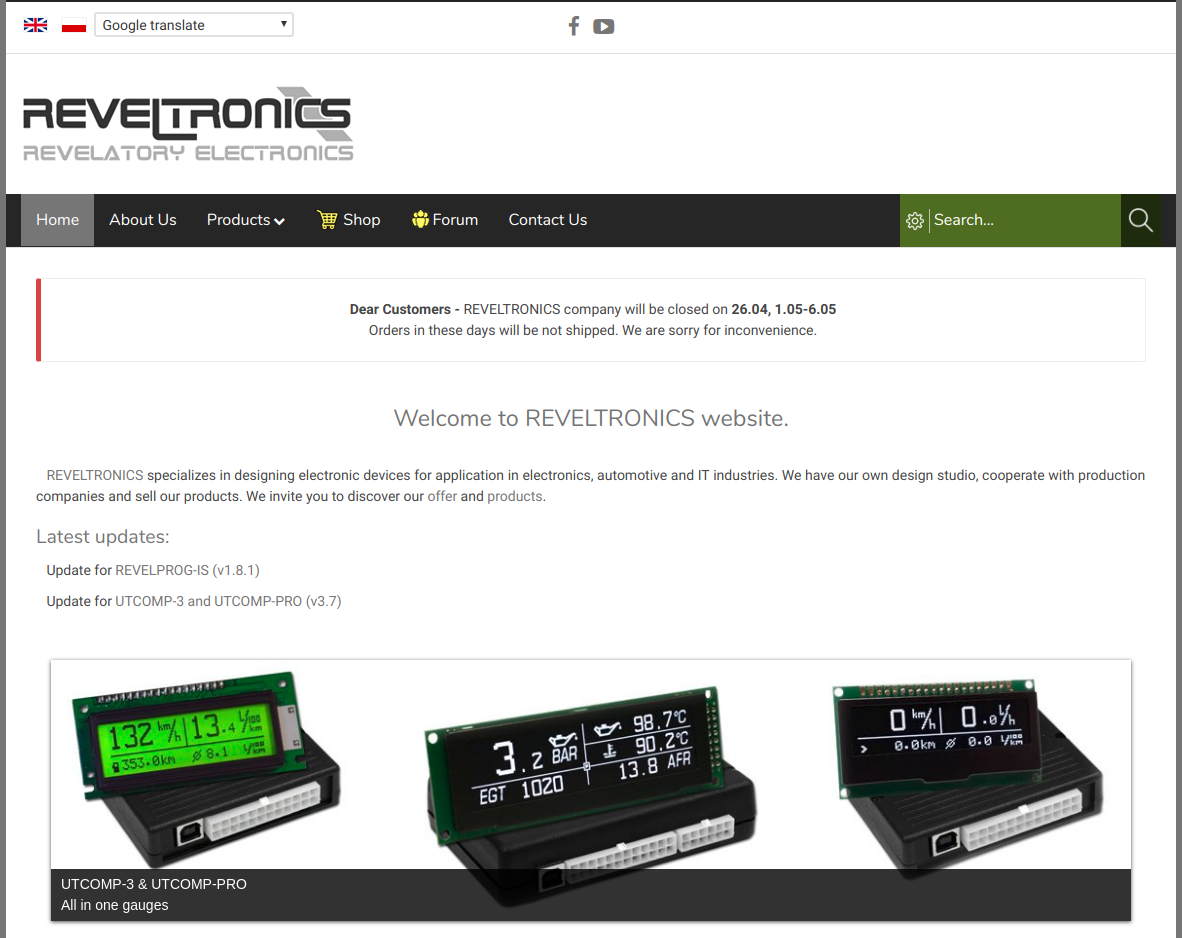 Google translate
REVELTRONICS
REVELATORY ELECTRONICS
Home About Us Products Shop Forum Contact Us Search...
Dear Customers - REVELTRONICS company will be closed on 26.04, 1.05-6.05
Orders in these days will be not shipped. We are sorry for inconvenience.
Welcome to REVELTRONICS website.
REVELTRONICS specializes in designing electronic devices for application in electronics, automotive and IT industries. We have our own design studio, cooperate with production
companies and sell our products. We invite you to discover our offer and products.
Latest updates:
Update for REVELPROG-IS (v1.8.1)
Update for UTCOMP-3 and UTCOMP-PRO (v3.7)
132 km/h 13.4 L/100 km
353.0km Ø 8.1 L/100 km
3.2 BAR 98.7°C
90.2°C
EGT 1020 13.8 AFR
0 km/h 0.0 L/h
> 0.0km Ø 0.0 L/100 km
UTCOMP-3 & UTCOMP-PRO
All in one gauges